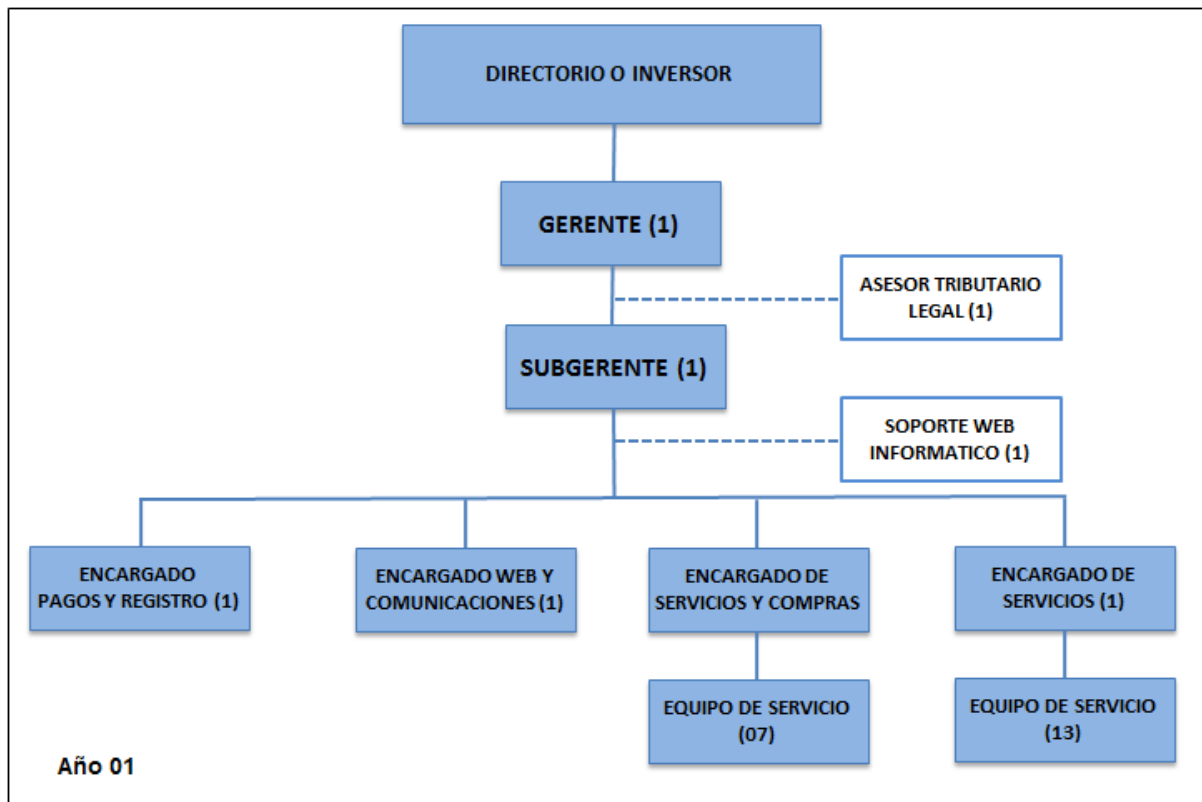 DIRECTORIO O INVERSOR
GERENTE (1)
ASESOR TRIBUTARIO
LEGAL (1)
SUBGERENTE (1)
SOPORTE WEB
INFORMATICO (1)
ENCARGADO
PAGOS Y REGISTRO (1)
ENCARGADO WEB Y
COMUNICACIONES (1)
ENCARGADO DE
SERVICIOS Y COMPRAS
ENCARGADO DE
SERVICIOS (1)
EQUIPO DE SERVICIO
(07)
EQUIPO DE SERVICIO
(13)
Año 01